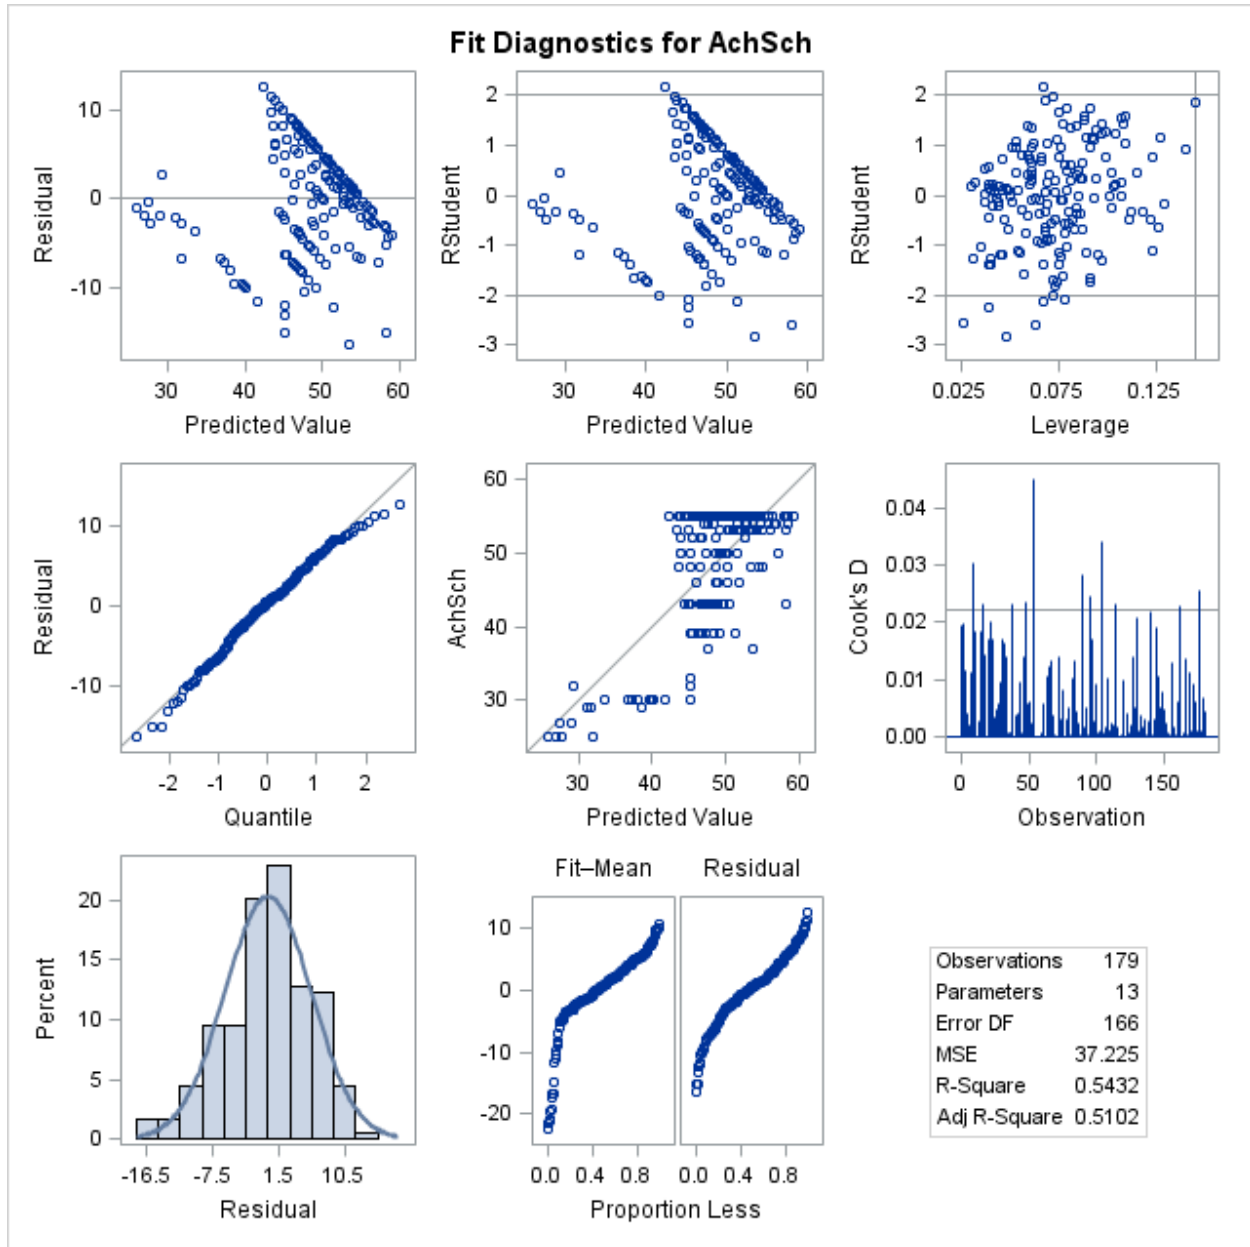 Fit Diagnostics for AchSch
10
0
-10
Residual
30 40 50 60
Predicted Value
2
1
0
-1
-2
-3
RStudent
30 40 50 60
Predicted Value
2
1
0
-1
-2
-3
RStudent
0.025 0.075 0.125
Leverage
10
0
-10
Residual
-2 -1 0 1 2
Quantile
60
50
40
30
AchSch
30 40 50 60
Predicted Value
0.04
0.03
0.02
0.01
0.00
Cook's D
0 50 100 150
Observation
20
15
10
5
0
Percent
-16.5 -7.5 1.5 10.5
Residual
Fit–Mean Residual
10
0
-10
-20
0.0 0.4 0.8 0.0 0.4 0.8
Proportion Less
Observations 179
Parameters 13
Error DF 166
MSE 37.225
R-Square 0.5432
Adj R-Square 0.5102